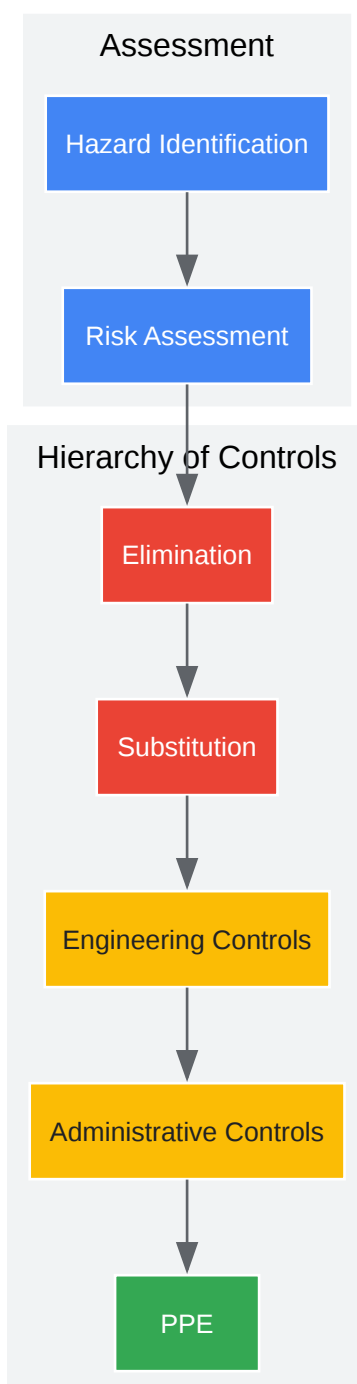 Assessment
Hazard Identification
Risk Assessment
Hierarchy of Controls
Elimination
Substitution
Engineering Controls
Administrative Controls
PPE